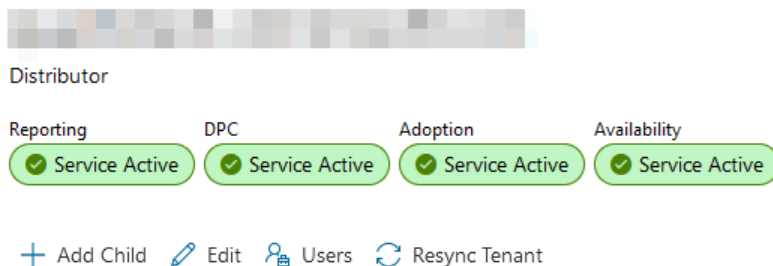 Distributor
Reporting DPC Adoption Availability
Service Active Service Active Service Active Service Active
Add Child Edit Users Resync Tenant